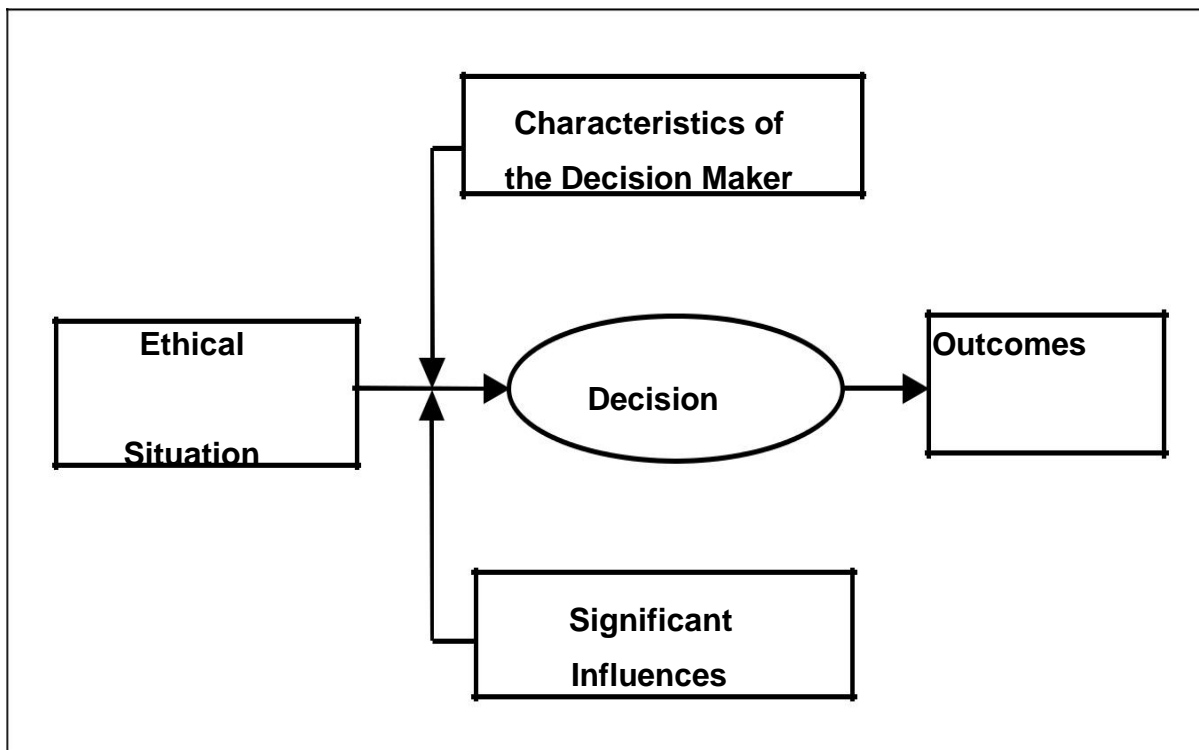 Characteristics of
the Decision Maker
Ethical
Situation
Decision
Outcomes
Significant
Influences